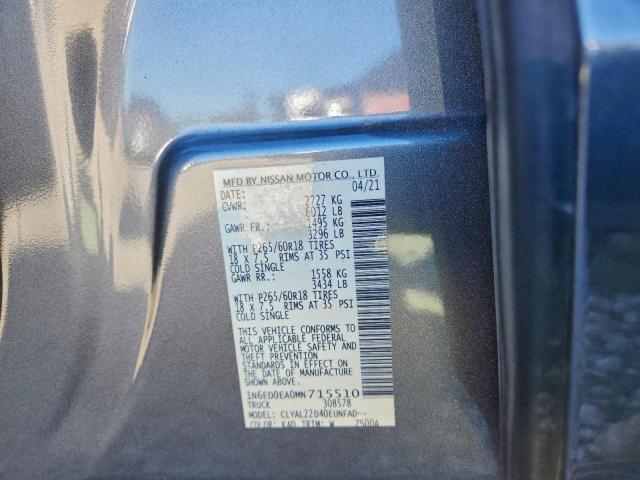 MFD BY NISSAN MOTOR CO., LTD.
DATE: 04/21
GVWR: 2727 KG
6012 LB
GAWR FR.: 1495 KG
3296 LB
WITH P265/60R18 TIRES
18 X 7.5 RIMS AT 35 PSI
COLD SINGLE
GAWR RR.: 1558 KG
3434 LB
WITH P265/60R18 TIRES
18 X 7.5 RIMS AT 35 PSI
COLD SINGLE
THIS VEHICLE CONFORMS TO
ALL APPLICABLE FEDERAL
MOTOR VEHICLE SAFETY AND
THEFT PREVENTION
STANDARDS IN EFFECT ON
THE DATE OF MANUFACTURE
SHOWN ABOVE.
1N6ED0EA0MN715510
TRUCK 308578
MODEL: CLYAL22D40EUNFAD--
COLOR: KAD TRIM: W 7S00A